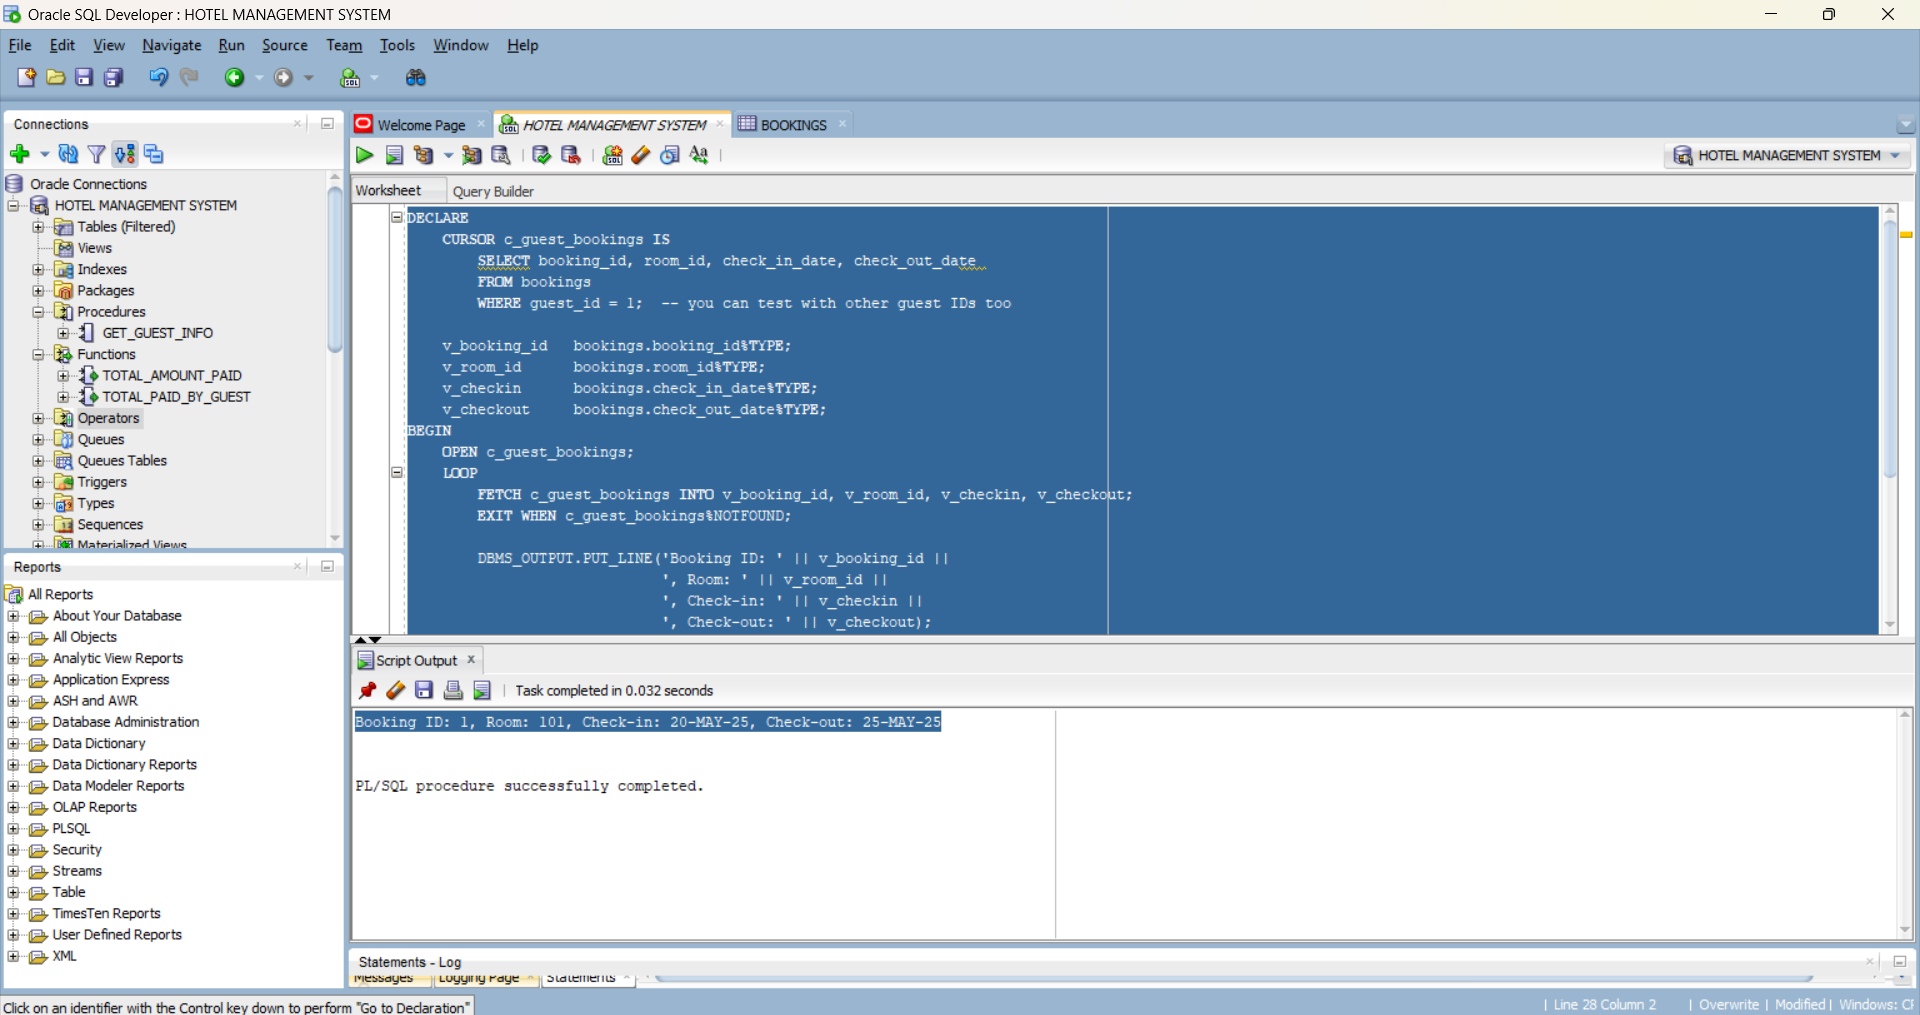 Oracle SQL Developer : HOTEL MANAGEMENT SYSTEM
File Edit View Navigate Run Source Team Tools Window Help
Connections
Oracle Connections
HOTEL MANAGEMENT SYSTEM
Tables (Filtered)
Views
Indexes
Packages
Procedures
GET_GUEST_INFO
Functions
TOTAL_AMOUNT_PAID
TOTAL_PAID_BY_GUEST
Operators
Queues
Queues Tables
Triggers
Types
Sequences
Materialized Views
Reports
All Reports
About Your Database
All Objects
Analytic View Reports
Application Express
ASH and AWR
Database Administration
Data Dictionary
Data Dictionary Reports
Data Modeler Reports
OLAP Reports
PLSQL
Security
Streams
Table
TimesTen Reports
User Defined Reports
XML
Welcome Page HOTEL MANAGEMENT SYSTEM BOOKINGS
HOTEL MANAGEMENT SYSTEM
Worksheet Query Builder
DECLARE
CURSOR c_guest_bookings IS
SELECT booking_id, room_id, check_in_date, check_out_date
FROM bookings
WHERE guest_id = 1; -- you can test with other guest IDs too
v_booking_id bookings.booking_id%TYPE;
v_room_id bookings.room_id%TYPE;
v_checkin bookings.check_in_date%TYPE;
v_checkout bookings.check_out_date%TYPE;
BEGIN
OPEN c_guest_bookings;
LOOP
FETCH c_guest_bookings INTO v_booking_id, v_room_id, v_checkin, v_checkout;
EXIT WHEN c_guest_bookings%NOTFOUND;
DBMS_OUTPUT.PUT_LINE('Booking ID: ' || v_booking_id ||
', Room: ' || v_room_id ||
', Check-in: ' || v_checkin ||
', Check-out: ' || v_checkout);
Script Output
Task completed in 0.032 seconds
Booking ID: 1, Room: 101, Check-in: 20-MAY-25, Check-out: 25-MAY-25
PL/SQL procedure successfully completed.
Statements - Log
Messages Logging Page Statements
Click on an identifier with the Control key down to perform "Go to Declaration"
Line 28 Column 2 | Overwrite | Modified | Windows: C